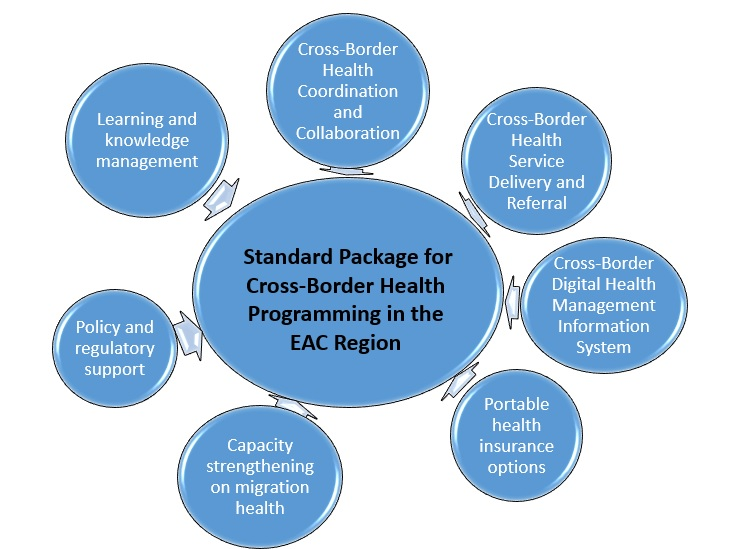 Cross-Border
Health
Coordination
and
Collaboration
Cross-Border
Health
Service
Delivery and
Referral
Cross-Border
Digital Health
Management
Information
System
Portable
health
insurance
options
Capacity
strengthening
on migration
health
Policy and
regulatory
support
Learning and
knowledge
management
Standard Package for
Cross-Border Health
Programming in the
EAC Region